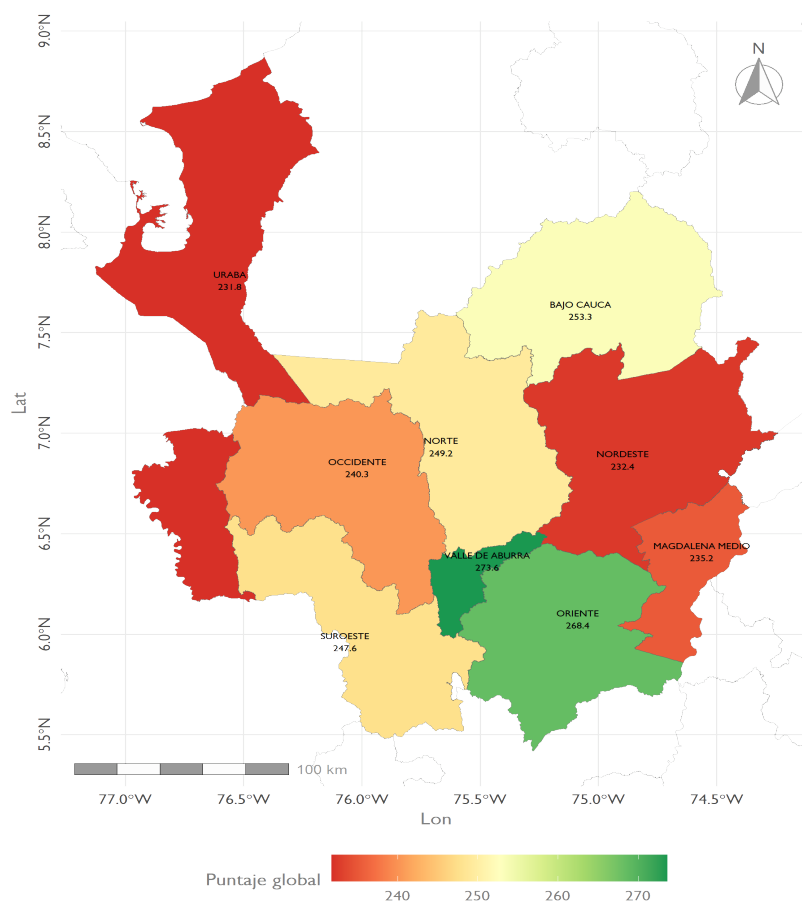 9.0°N
N
8.5°N
8.0°N
URABA
231.8
BAJO CAUCA
253.3
7.5°N
Lat
7.0°N
NORTE
249.2
NORDESTE
232.4
OCCIDENTE
240.3
6.5°N
MAGDALENA MEDIO
235.2
VALLE DE ABURRA
273.6
ORIENTE
268.4
6.0°N
SUROESTE
247.6
5.5°N
100 km
77.0°W 76.5°W 76.0°W 75.5°W 75.0°W 74.5°W
Lon
Puntaje global
240 250 260 270